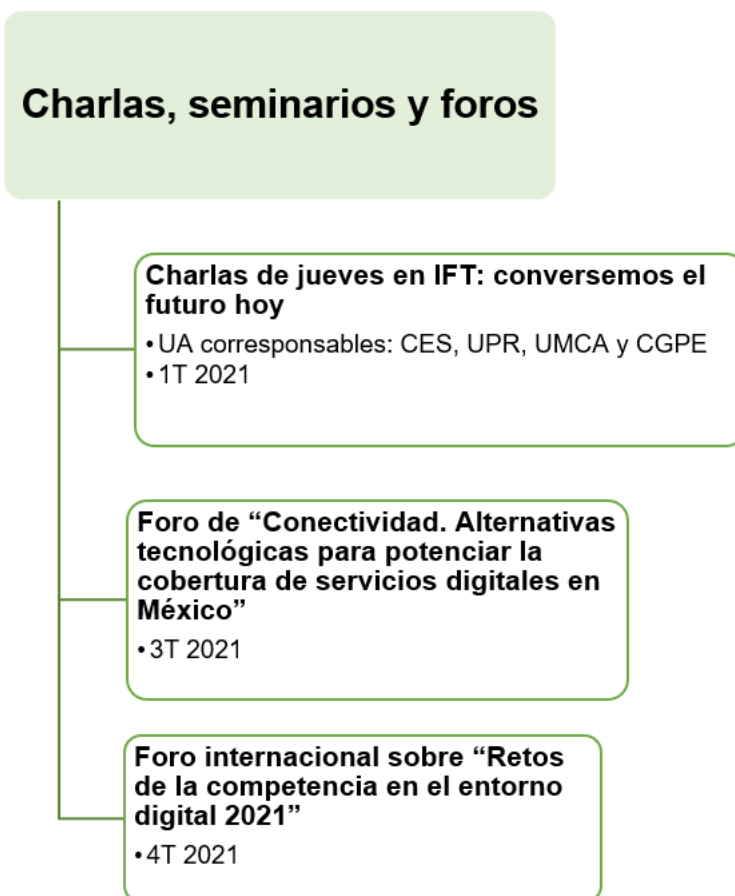 Charlas, seminarios y foros
Charlas de jueves en IFT: conversemos el
futuro hoy
• UA corresponsables: CES, UPR, UMCA y CGPE
• 1T 2021
Foro de “Conectividad. Alternativas
tecnológicas para potenciar la
cobertura de servicios digitales en
México”
• 3T 2021
Foro internacional sobre “Retos
de la competencia en el entorno
digital 2021”
• 4T 2021